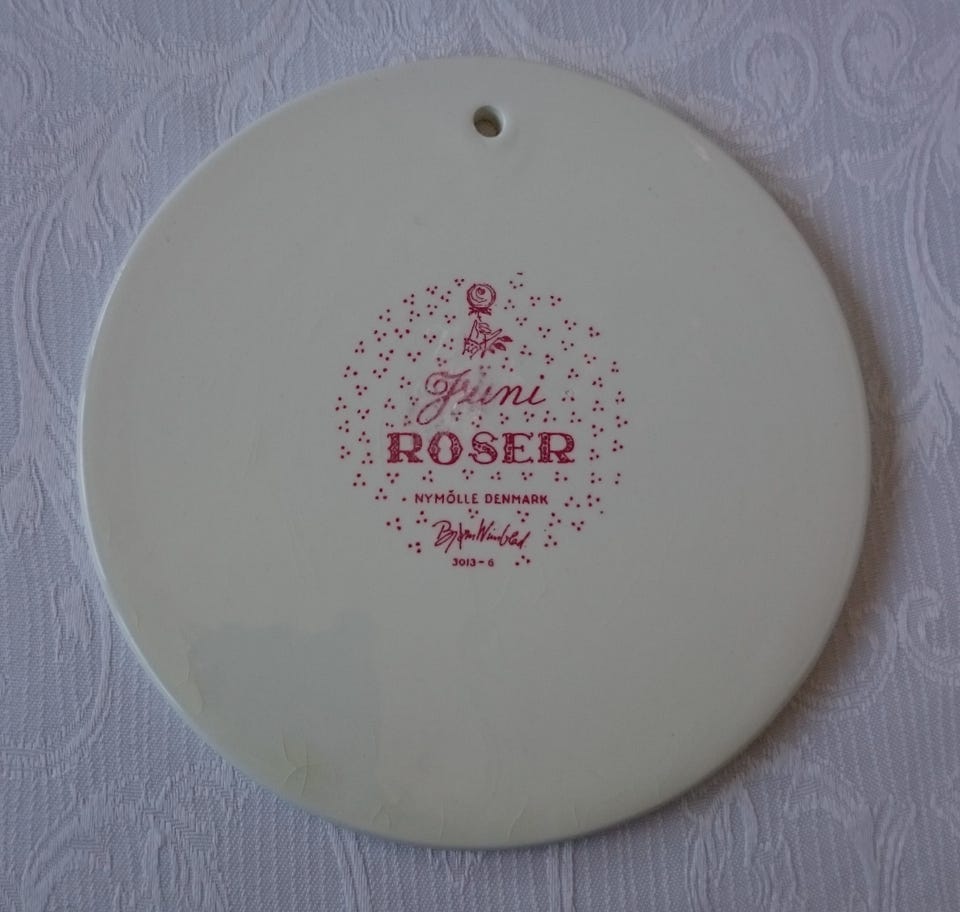 Juni
ROSER
NYMÖLLE DENMARK
Bjørn Wiinblad
3013-6